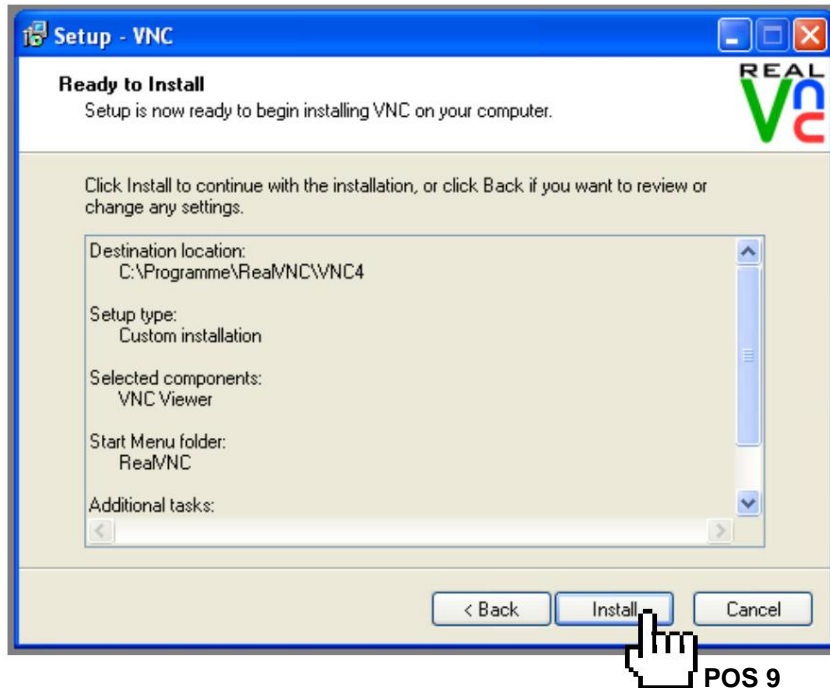 Setup - VNC
Ready to Install
Setup is now ready to begin installing VNC on your computer.
REAL
VNC
Click Install to continue with the installation, or click Back if you want to review or
change any settings.
Destination location:
C:\Programme\RealVNC\VNC4
Setup type:
Custom installation
Selected components:
VNC Viewer
Start Menu folder:
RealVNC
Additional tasks:
< Back
Install
Cancel
POS 9